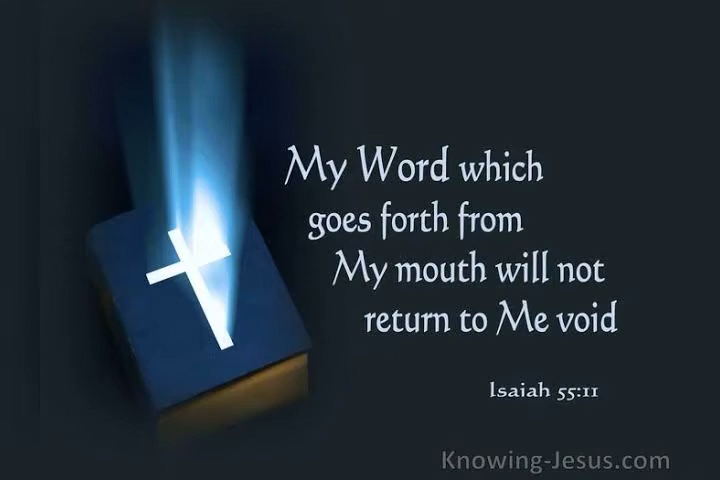 My Word which
goes forth from
My mouth will not
return to Me void
Isaiah 55:11
Knowing-Jesus.com